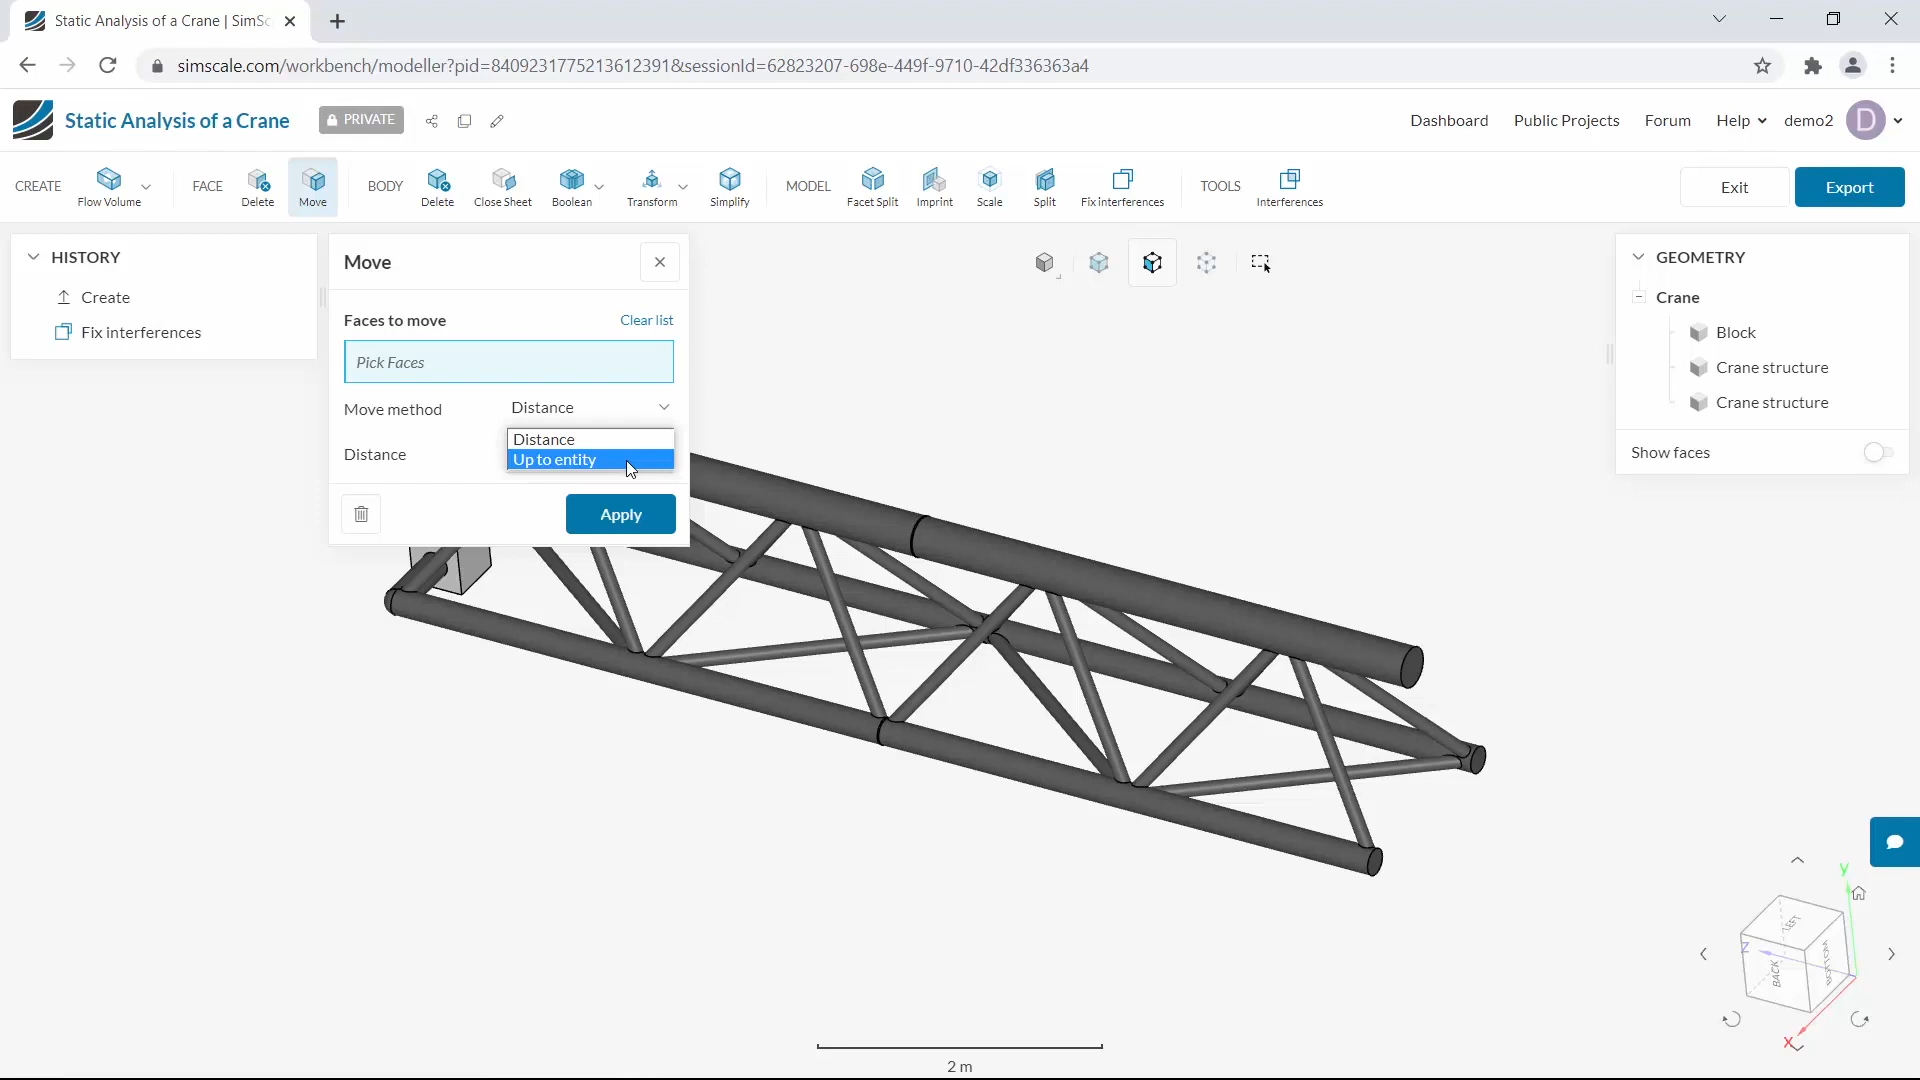 Static Analysis of a Crane | SimSc
simscale.com/workbench/modeller?pid=8409231775213612391&sessionId=62823207-698e-449f-9710-42df336363a4
Static Analysis of a Crane
PRIVATE
Dashboard
Public Projects
Forum
Help
demo2
D
CREATE
Flow Volume
FACE
Delete
Move
BODY
Delete
Close Sheet
Boolean
Transform
Simplify
MODEL
Facet Split
Imprint
Scale
Split
Fix interferences
TOOLS
Interferences
Exit
Export
HISTORY
Create
Fix interferences
Move
Faces to move
Clear list
Pick Faces
Move method
Distance
Distance
Distance
Up to entity
Apply
GEOMETRY
Crane
Block
Crane structure
Crane structure
Show faces
2 m
y
LEFT
Z
BACK
BOTTOM
X